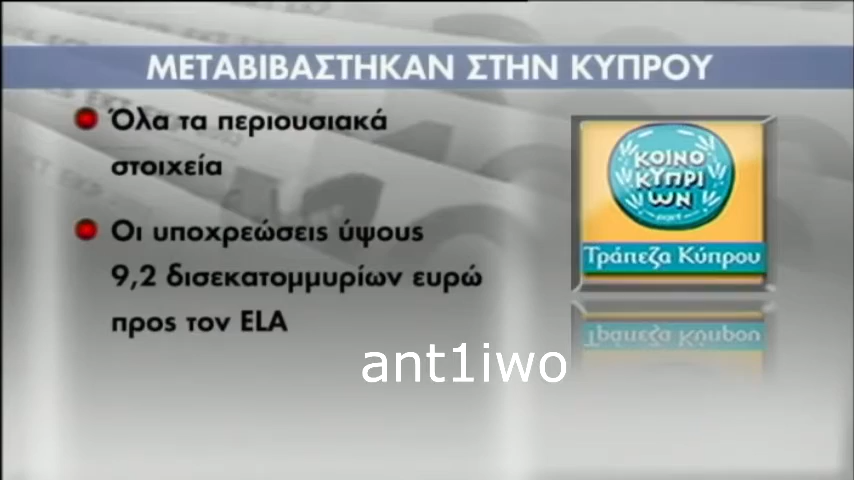 ΜΕΤΑΒΙΒΑΣΤΗΚΑΝ ΣΤΗΝ ΚΥΠΡΟΥ
Όλα τα περιουσιακά
στοιχεία
Οι υποχρεώσεις ύψους
9,2 δισεκατομμυρίων ευρώ
προς τον ELA
ΚΟΙΝΟ
ΚΥΠΡΙ
ΩΝ
Τράπεζα Κύπρου
ant1iwo